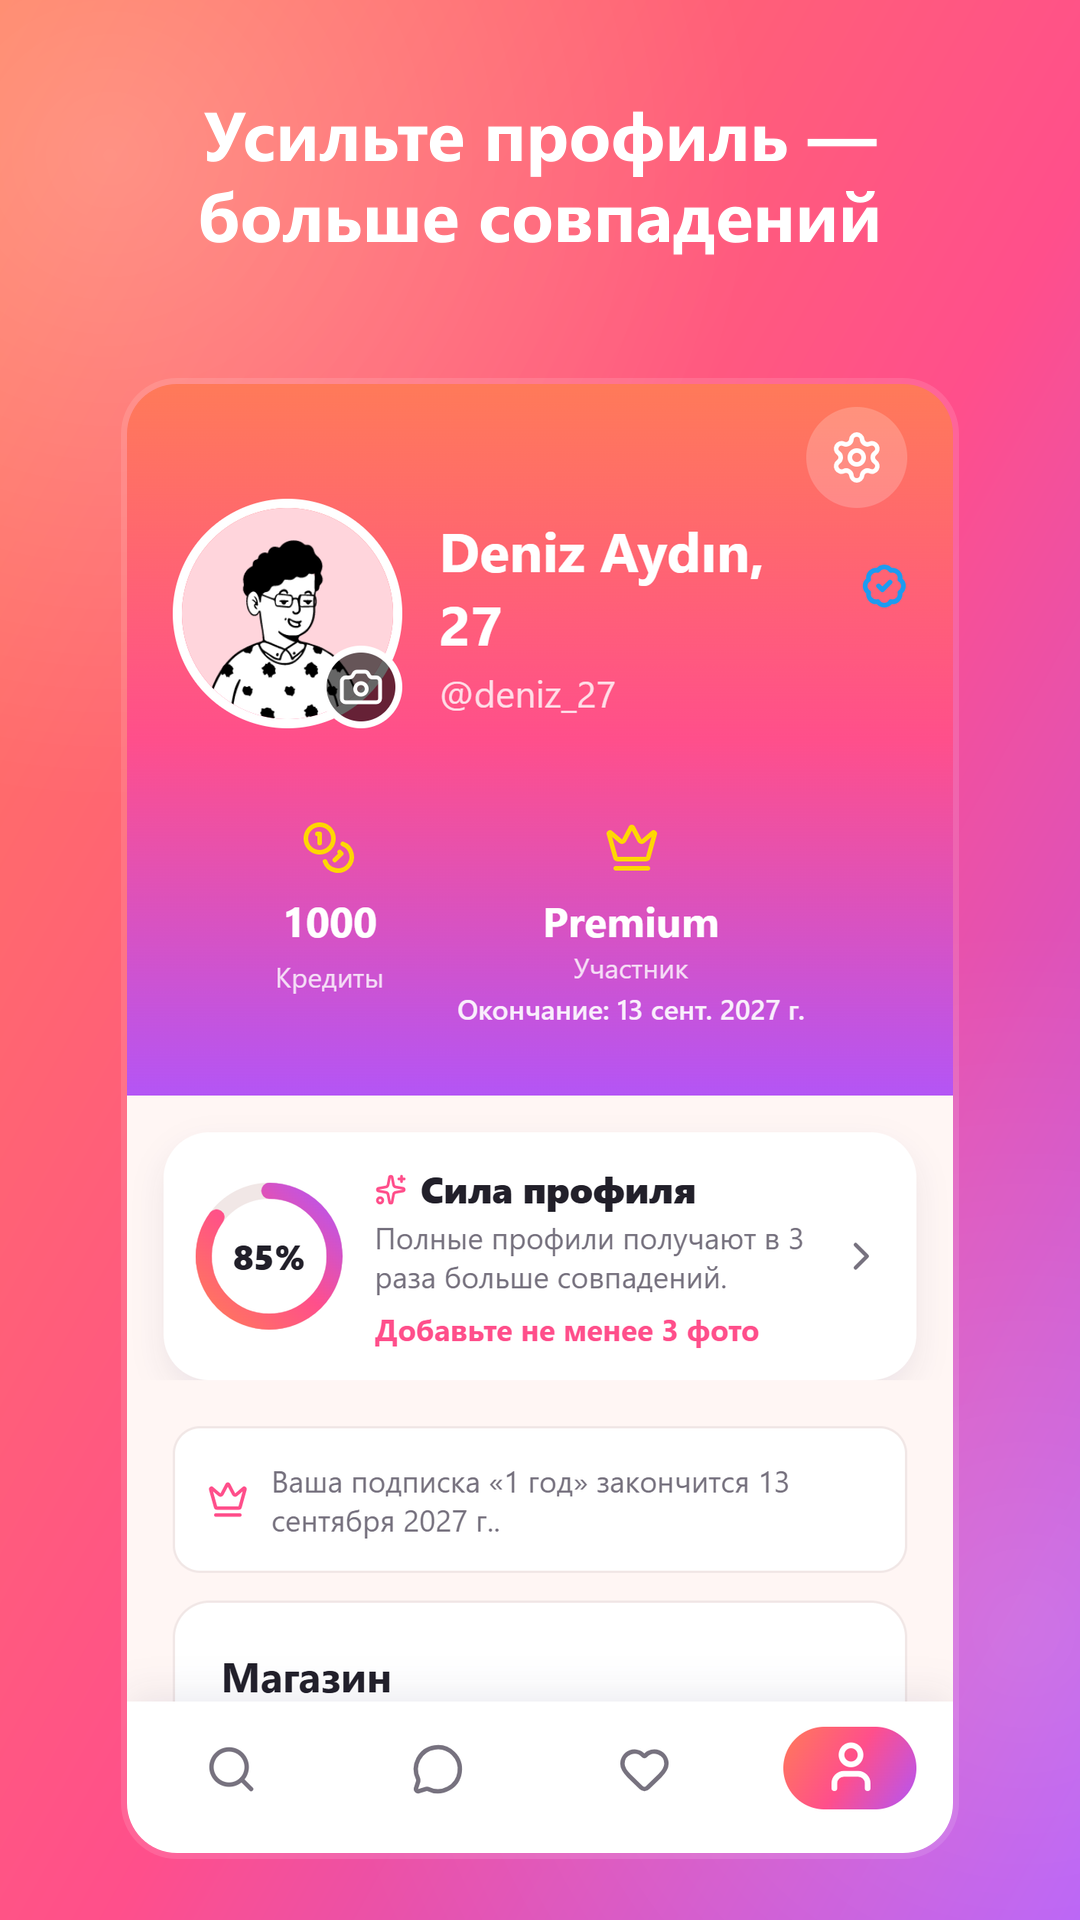 Усильте профиль —
больше совпадений
Deniz Aydın,
27
@deniz_27
1000
Кредиты
Premium
Участник
Окончание: 13 сент. 2027 г.
85%
Сила профиля
Полные профили получают в 3
раза больше совпадений.
Добавьте не менее 3 фото
Ваша подписка «1 год» закончится 13
сентября 2027 г..
Магазин